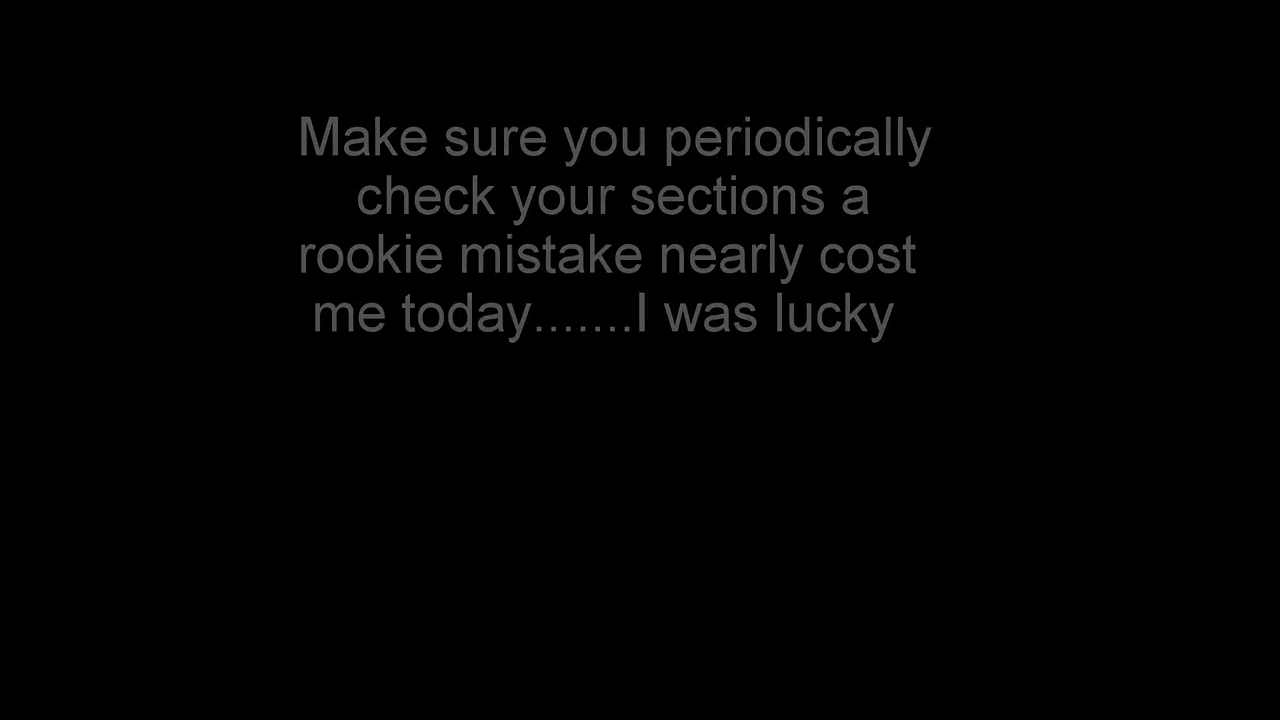 Make sure you periodically
check your sections a
rookie mistake nearly cost
me today.......I was lucky